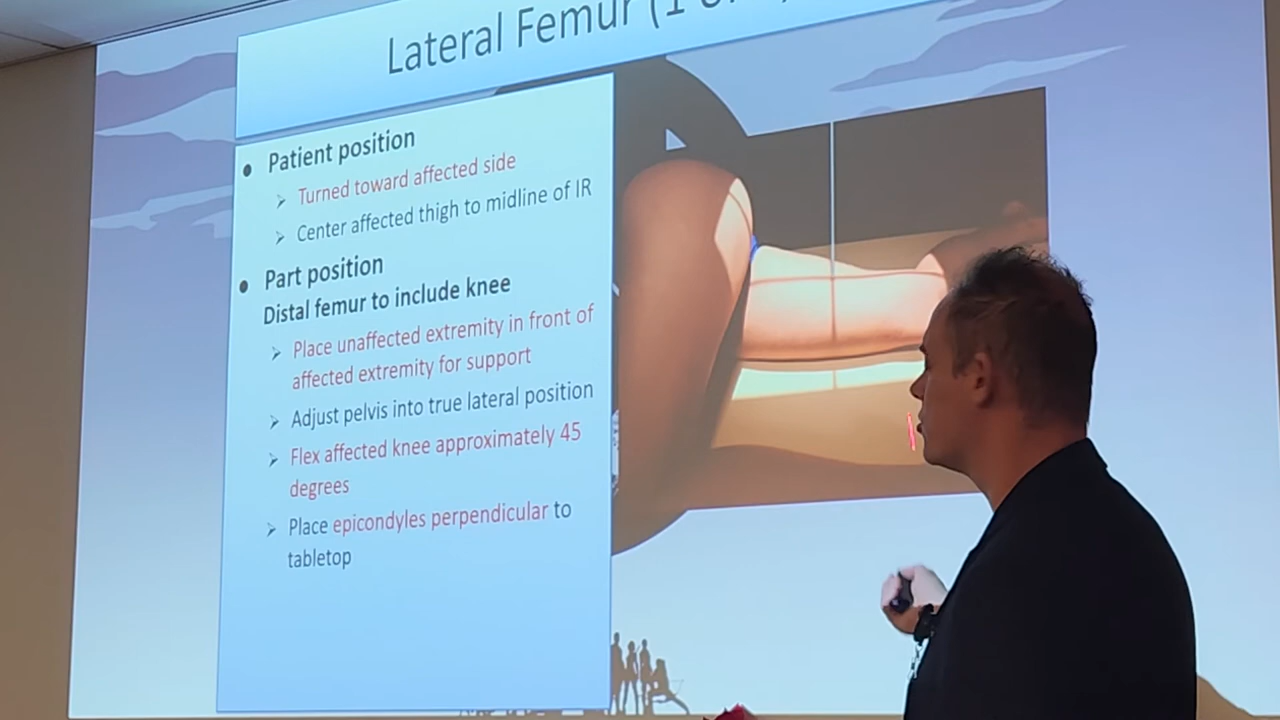 Lateral Femur (1
Patient position
Turned toward affected side
Center affected thigh to midline of IR
Part position
Distal femur to include knee
Place unaffected extremity in front of
affected extremity for support
Adjust pelvis into true lateral position
Flex affected knee approximately 45
degrees
Place epicondyles perpendicular to
tabletop